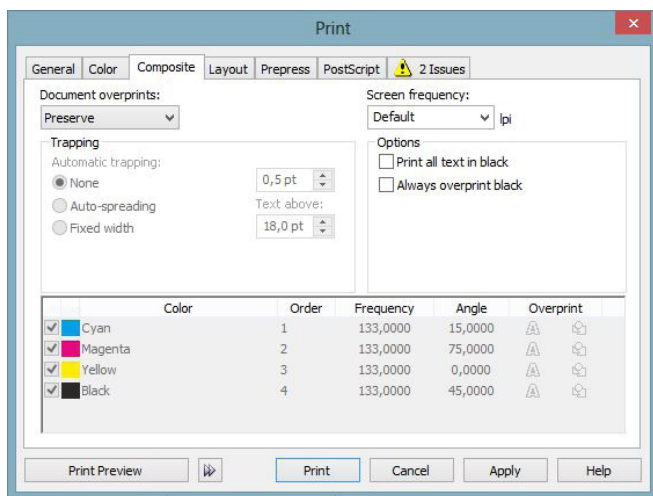 Print
General Color Composite Layout Prepress PostScript 2 Issues
Document overprints: Screen frequency:
Preserve Default lpi
Trapping Options
Automatic trapping: Print all text in black
None 0,5 pt Always overprint black
Auto-spreading Text above:
Fixed width 18,0 pt
Color Order Frequency Angle Overprint
Cyan 1 133,0000 15,0000
Magenta 2 133,0000 75,0000
Yellow 3 133,0000 0,0000
Black 4 133,0000 45,0000
Print Preview Print Cancel Apply Help